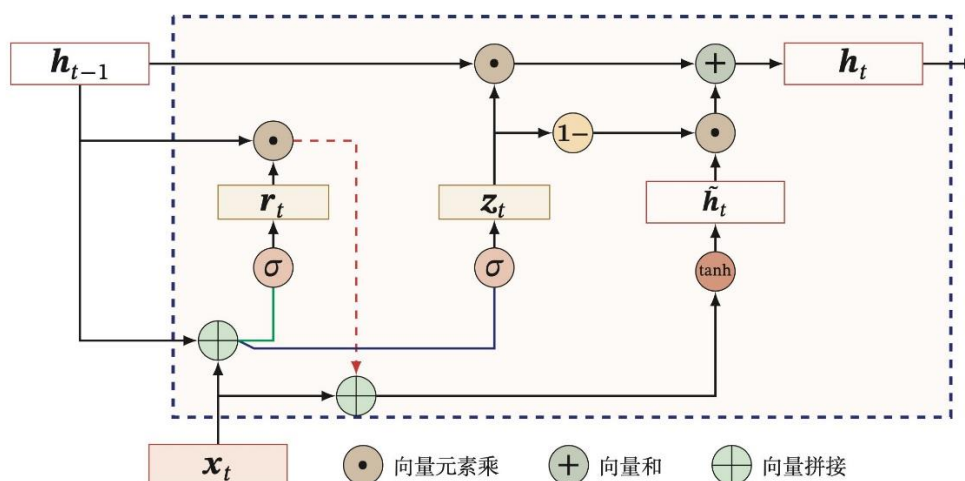 h_{t−1}
h_t
1−
r_t
z_t
h̃_t
σ
σ
tanh
x_t
向量元素乘
向量和
向量拼接